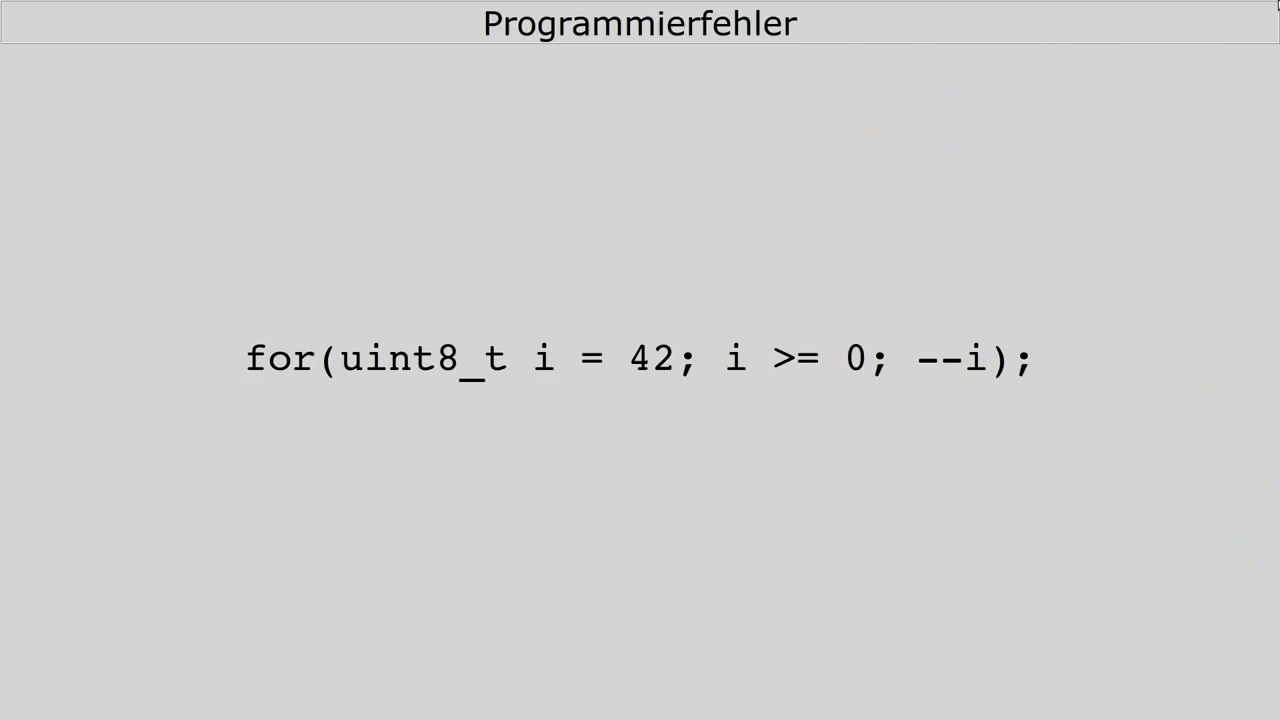 Programmierfehler
for(uint8_t i = 42; i >= 0; --i);